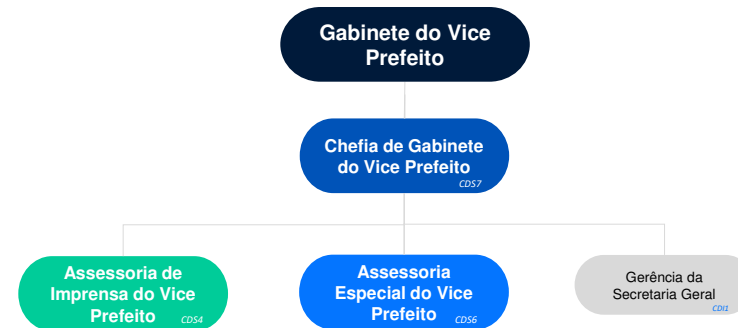 Gabinete do Vice
Prefeito
Chefia de Gabinete
do Vice Prefeito
CDS7
Assessoria de
Imprensa do Vice
Prefeito CDS4
Assessoria
Especial do Vice
Prefeito CDS6
Gerência da
Secretaria Geral
CDI1